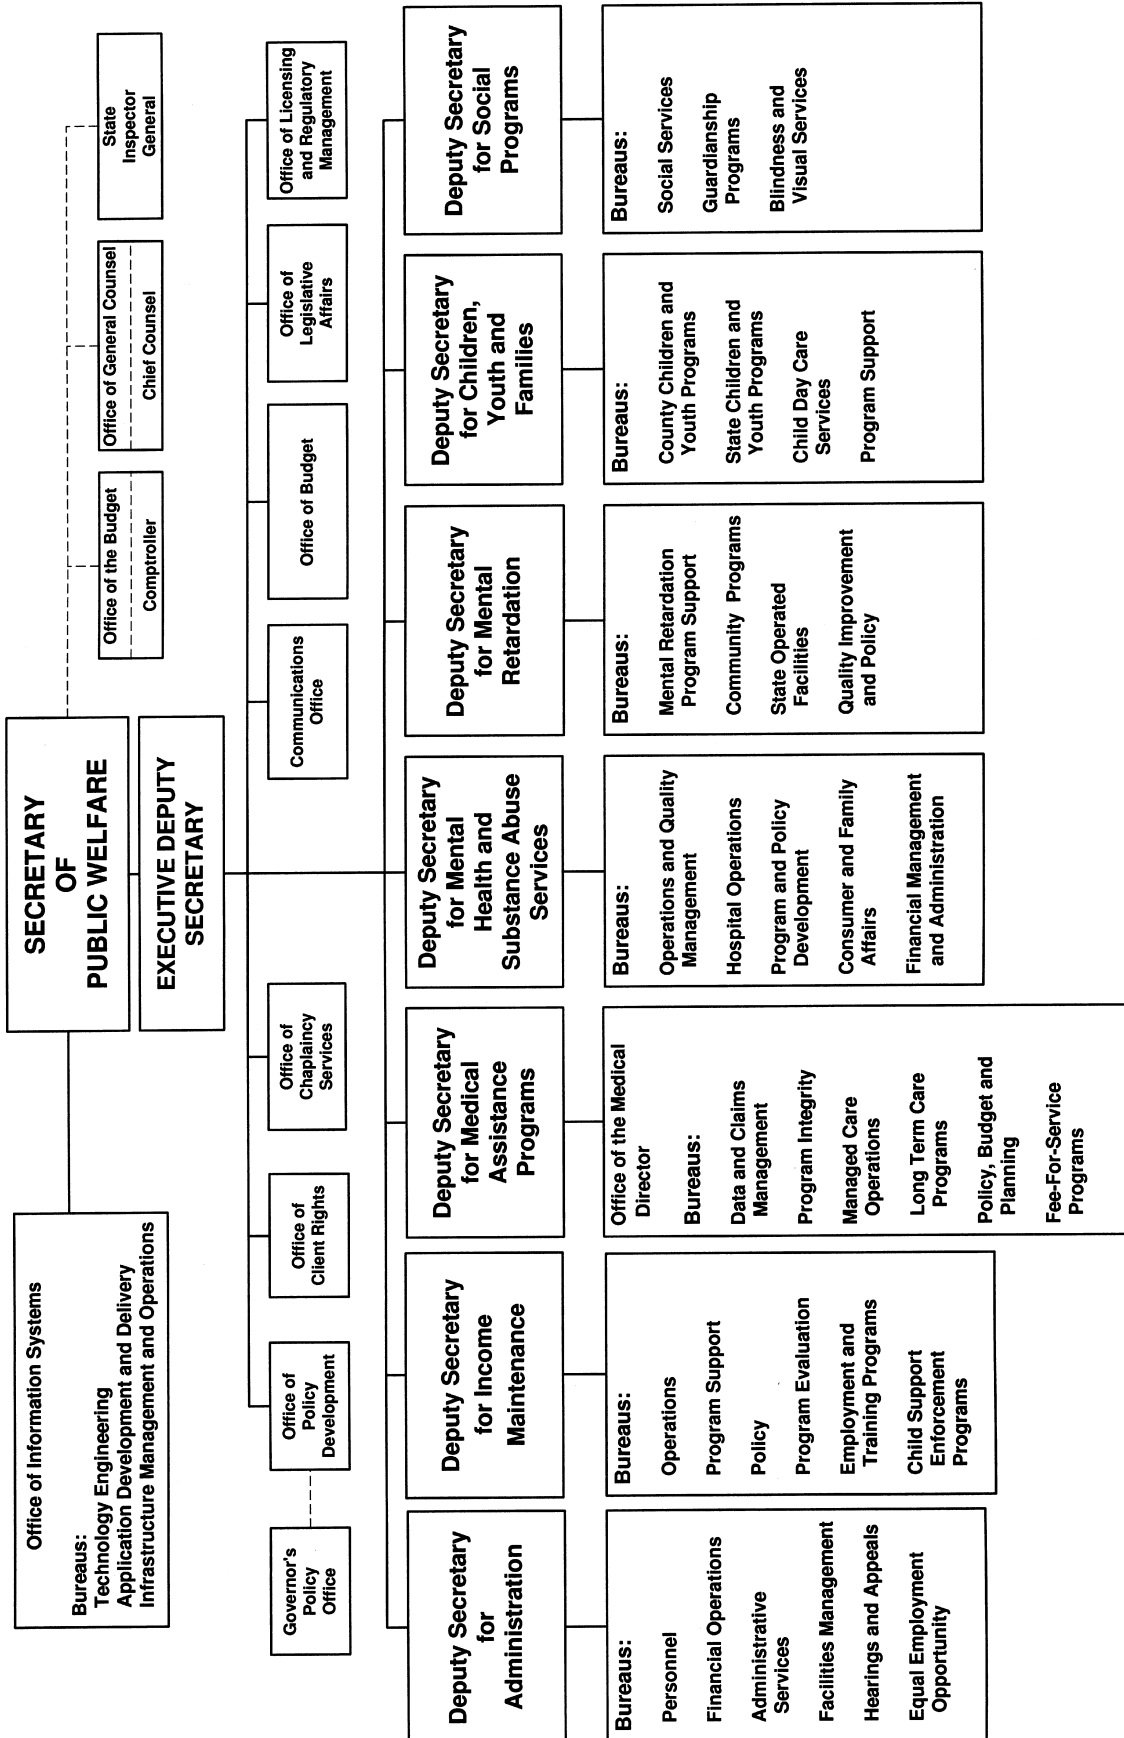 SECRETARY
OF
PUBLIC WELFARE
EXECUTIVE DEPUTY
SECRETARY
Office of Information Systems
Bureaus:
Technology Engineering
Application Development and Delivery
Infrastructure Management and Operations
Office of the Budget
Comptroller
Office of General Counsel
Chief Counsel
State
Inspector
General
Governor's
Policy
Office
Office of
Policy
Development
Office of
Client Rights
Office of
Chaplaincy
Services
Communications
Office
Office of Budget
Office of
Legislative
Affairs
Office of Licensing
and Regulatory
Management
Deputy Secretary
for
Administration
Bureaus:
Personnel
Financial Operations
Administrative
Services
Facilities Management
Hearings and Appeals
Equal Employment
Opportunity
Deputy Secretary
for Income
Maintenance
Bureaus:
Operations
Program Support
Policy
Program Evaluation
Employment and
Training Programs
Child Support
Enforcement
Programs
Deputy Secretary
for Medical
Assistance
Programs
Office of the Medical
Director
Bureaus:
Data and Claims
Management
Program Integrity
Managed Care
Operations
Long Term Care
Programs
Policy, Budget and
Planning
Fee-For-Service
Programs
Deputy Secretary
for Mental
Health and
Substance Abuse
Services
Bureaus:
Operations and Quality
Management
Hospital Operations
Program and Policy
Development
Consumer and Family
Affairs
Financial Management
and Administration
Deputy Secretary
for Mental
Retardation
Bureaus:
Mental Retardation
Program Support
Community Programs
State Operated
Facilities
Quality Improvement
and Policy
Deputy Secretary
for Children,
Youth and
Families
Bureaus:
County Children and
Youth Programs
State Children and
Youth Programs
Child Day Care
Services
Program Support
Deputy Secretary
for Social
Programs
Bureaus:
Social Services
Guardianship
Programs
Blindness and
Visual Services